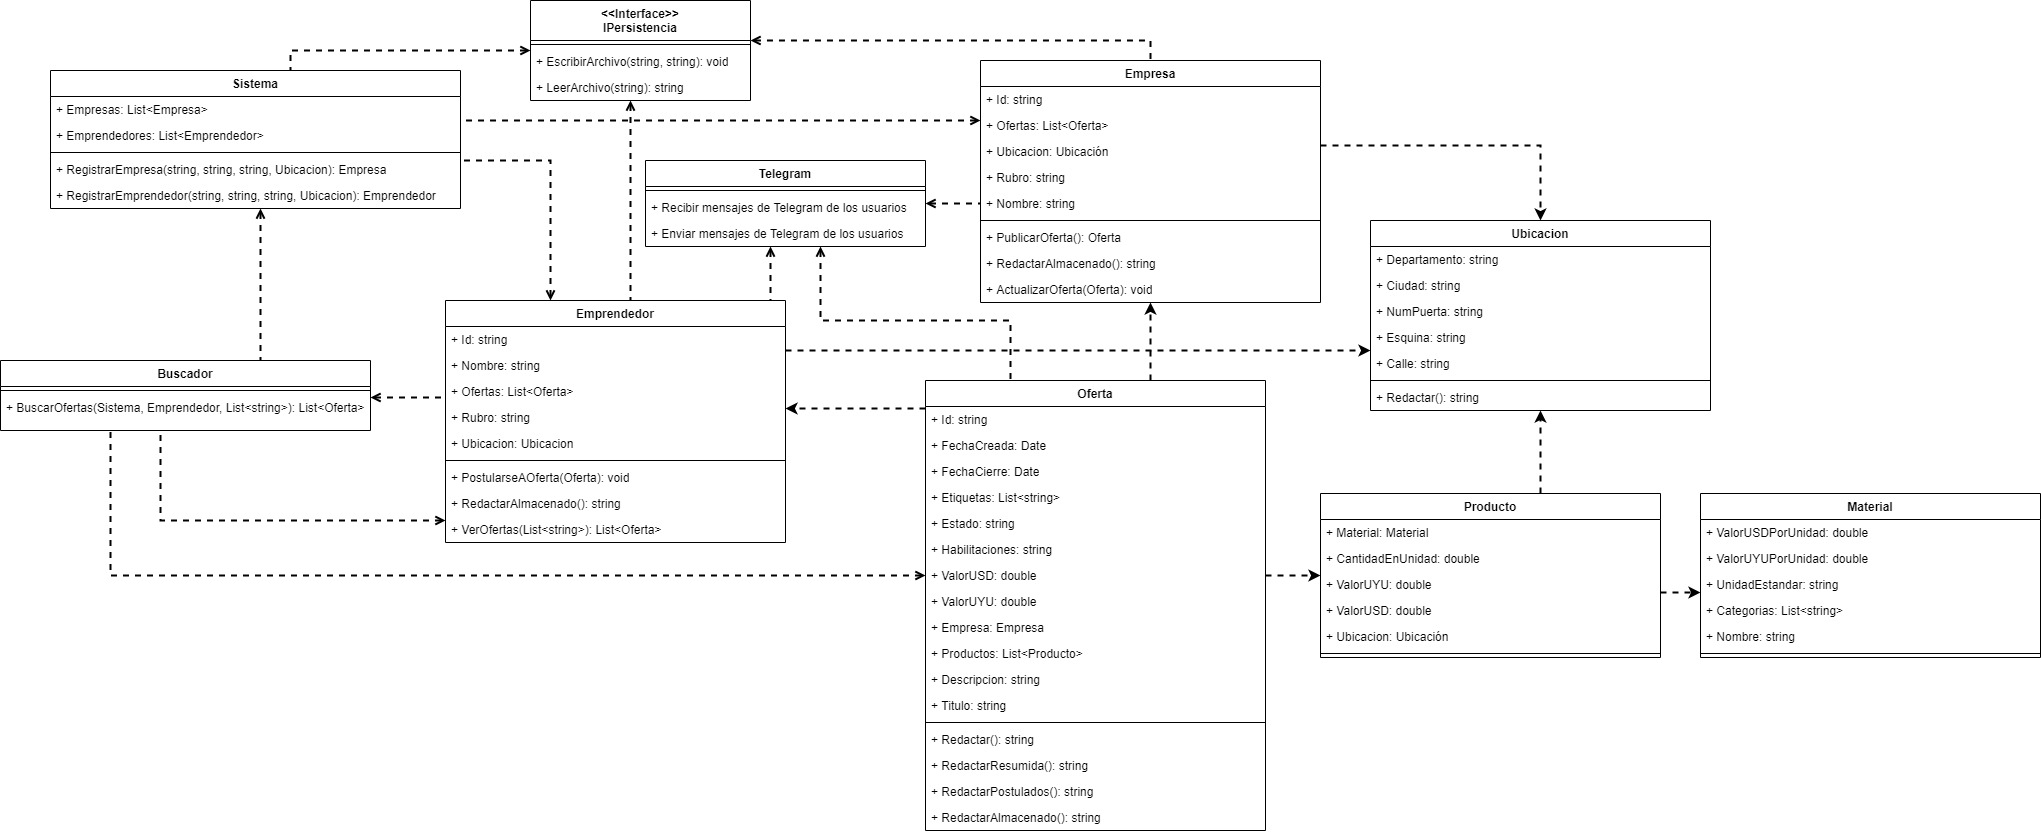 <<Interface>>
IPersistencia
+ EscribirArchivo(string, string): void
+ LeerArchivo(string): string
Sistema
+ Empresas: List<Empresa>
+ Emprendedores: List<Emprendedor>
+ RegistrarEmpresa(string, string, string, Ubicacion): Empresa
+ RegistrarEmprendedor(string, string, string, Ubicacion): Emprendedor
Empresa
+ Id: string
+ Ofertas: List<Oferta>
+ Ubicacion: Ubicación
+ Rubro: string
+ Nombre: string
+ PublicarOferta(): Oferta
+ RedactarAlmacenado(): string
+ ActualizarOferta(Oferta): void
Telegram
+ Recibir mensajes de Telegram de los usuarios
+ Enviar mensajes de Telegram de los usuarios
Ubicacion
+ Departamento: string
+ Ciudad: string
+ NumPuerta: string
+ Esquina: string
+ Calle: string
+ Redactar(): string
Emprendedor
+ Id: string
+ Nombre: string
+ Ofertas: List<Oferta>
+ Rubro: string
+ Ubicacion: Ubicacion
+ PostularseAOferta(Oferta): void
+ RedactarAlmacenado(): string
+ VerOfertas(List<string>): List<Oferta>
Buscador
+ BuscarOfertas(Sistema, Emprendedor, List<string>): List<Oferta>
Oferta
+ Id: string
+ FechaCreada: Date
+ FechaCierre: Date
+ Etiquetas: List<string>
+ Estado: string
+ Habilitaciones: string
+ ValorUSD: double
+ ValorUYU: double
+ Empresa: Empresa
+ Productos: List<Producto>
+ Descripcion: string
+ Titulo: string
+ Redactar(): string
+ RedactarResumida(): string
+ RedactarPostulados(): string
+ RedactarAlmacenado(): string
Producto
+ Material: Material
+ CantidadEnUnidad: double
+ ValorUYU: double
+ ValorUSD: double
+ Ubicacion: Ubicación
Material
+ ValorUSDPorUnidad: double
+ ValorUYUPorUnidad: double
+ UnidadEstandar: string
+ Categorias: List<string>
+ Nombre: string